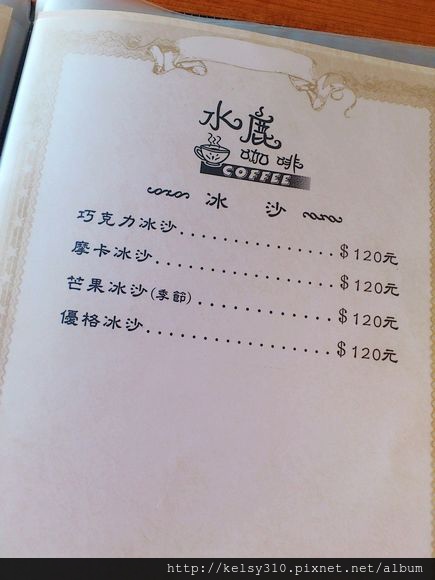 水鹿
咖啡
COFFEE
冰 沙
巧克力冰沙...............$120元
摩卡冰沙..................$120元
芒果冰沙(季節)..............$120元
優格冰沙...................$120元
http://kelsy310.pixnet.net/album